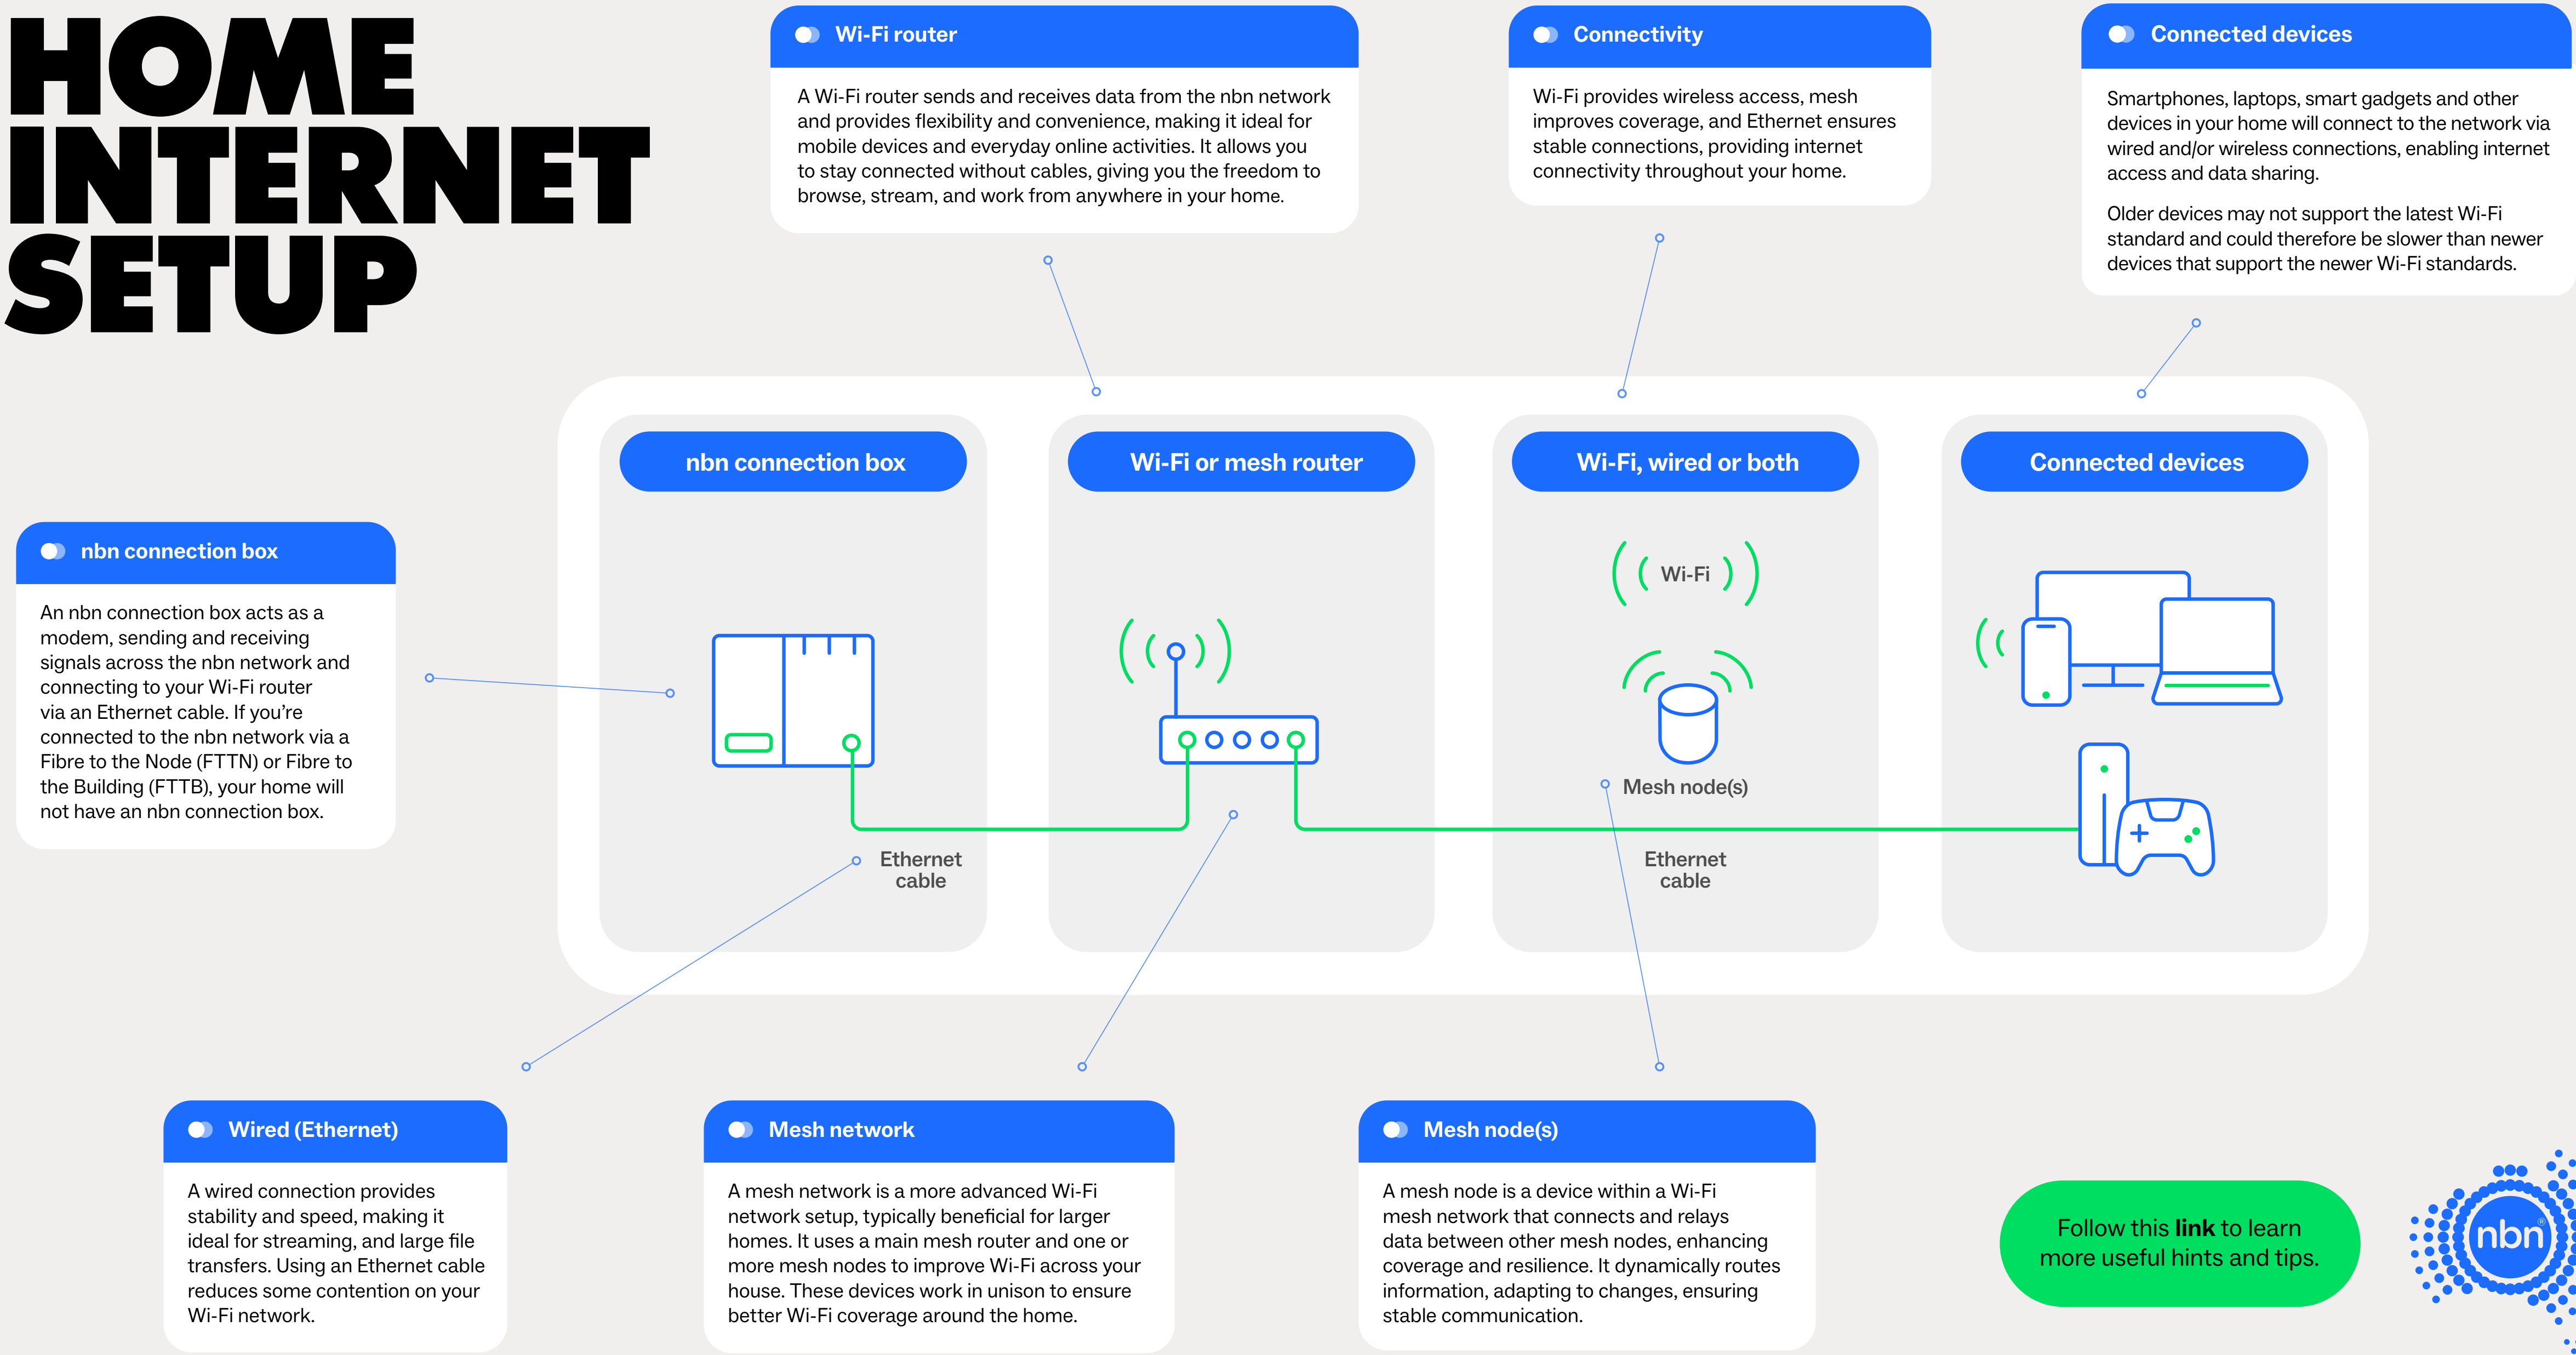 HOME
INTERNET
SETUP
Wi-Fi router
A Wi-Fi router sends and receives data from the nbn network
and provides flexibility and convenience, making it ideal for
mobile devices and everyday online activities. It allows you
to stay connected without cables, giving you the freedom to
browse, stream, and work from anywhere in your home.
Connectivity
Wi-Fi provides wireless access, mesh
improves coverage, and Ethernet ensures
stable connections, providing internet
connectivity throughout your home.
Connected devices
Smartphones, laptops, smart gadgets and other
devices in your home will connect to the network via
wired and/or wireless connections, enabling internet
access and data sharing.
Older devices may not support the latest Wi-Fi
standard and could therefore be slower than newer
devices that support the newer Wi-Fi standards.
nbn connection box
An nbn connection box acts as a
modem, sending and receiving
signals across the nbn network and
connecting to your Wi-Fi router
via an Ethernet cable. If you’re
connected to the nbn network via a
Fibre to the Node (FTTN) or Fibre to
the Building (FTTB), your home will
not have an nbn connection box.
nbn connection box
Ethernet
cable
Wi-Fi or mesh router
Wi-Fi, wired or both
Wi-Fi
Mesh node(s)
Ethernet
cable
Connected devices
Wired (Ethernet)
A wired connection provides
stability and speed, making it
ideal for streaming, and large file
transfers. Using an Ethernet cable
reduces some contention on your
Wi-Fi network.
Mesh network
A mesh network is a more advanced Wi-Fi
network setup, typically beneficial for larger
homes. It uses a main mesh router and one or
more mesh nodes to improve Wi-Fi across your
house. These devices work in unison to ensure
better Wi-Fi coverage around the home.
Mesh node(s)
A mesh node is a device within a Wi-Fi
mesh network that connects and relays
data between other mesh nodes, enhancing
coverage and resilience. It dynamically routes
information, adapting to changes, ensuring
stable communication.
Follow this link to learn
more useful hints and tips.
nbn®